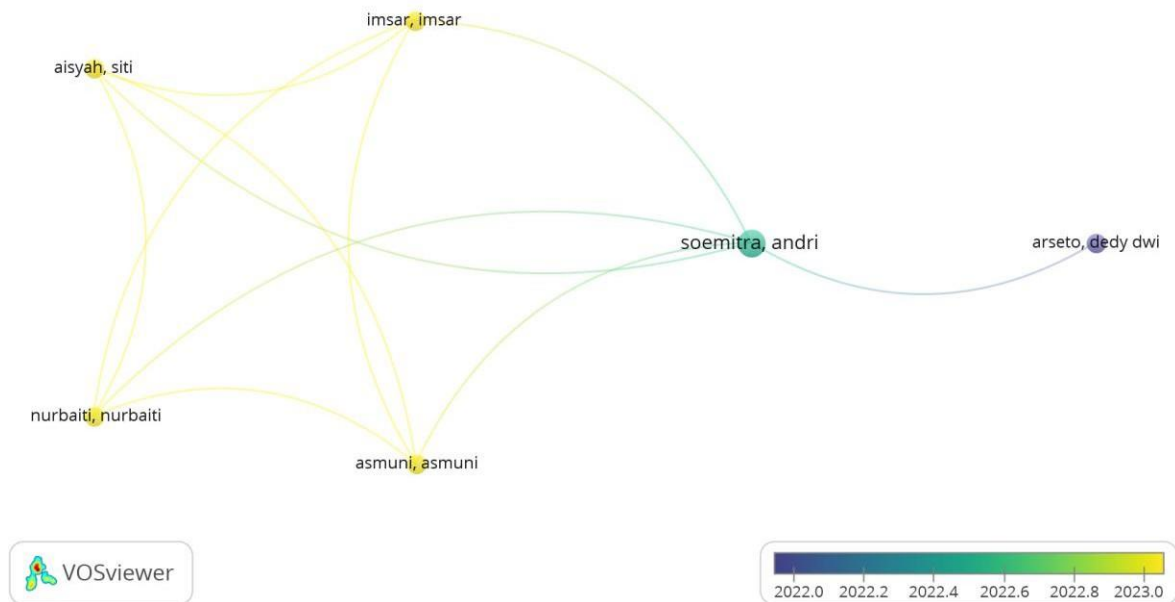 imsar, imsar
aisyah, siti
soemitra, andri
arseto, dedy dwi
nurbaiti, nurbaiti
asmuni, asmuni
VOSviewer
2022.0 2022.2 2022.4 2022.6 2022.8 2023.0